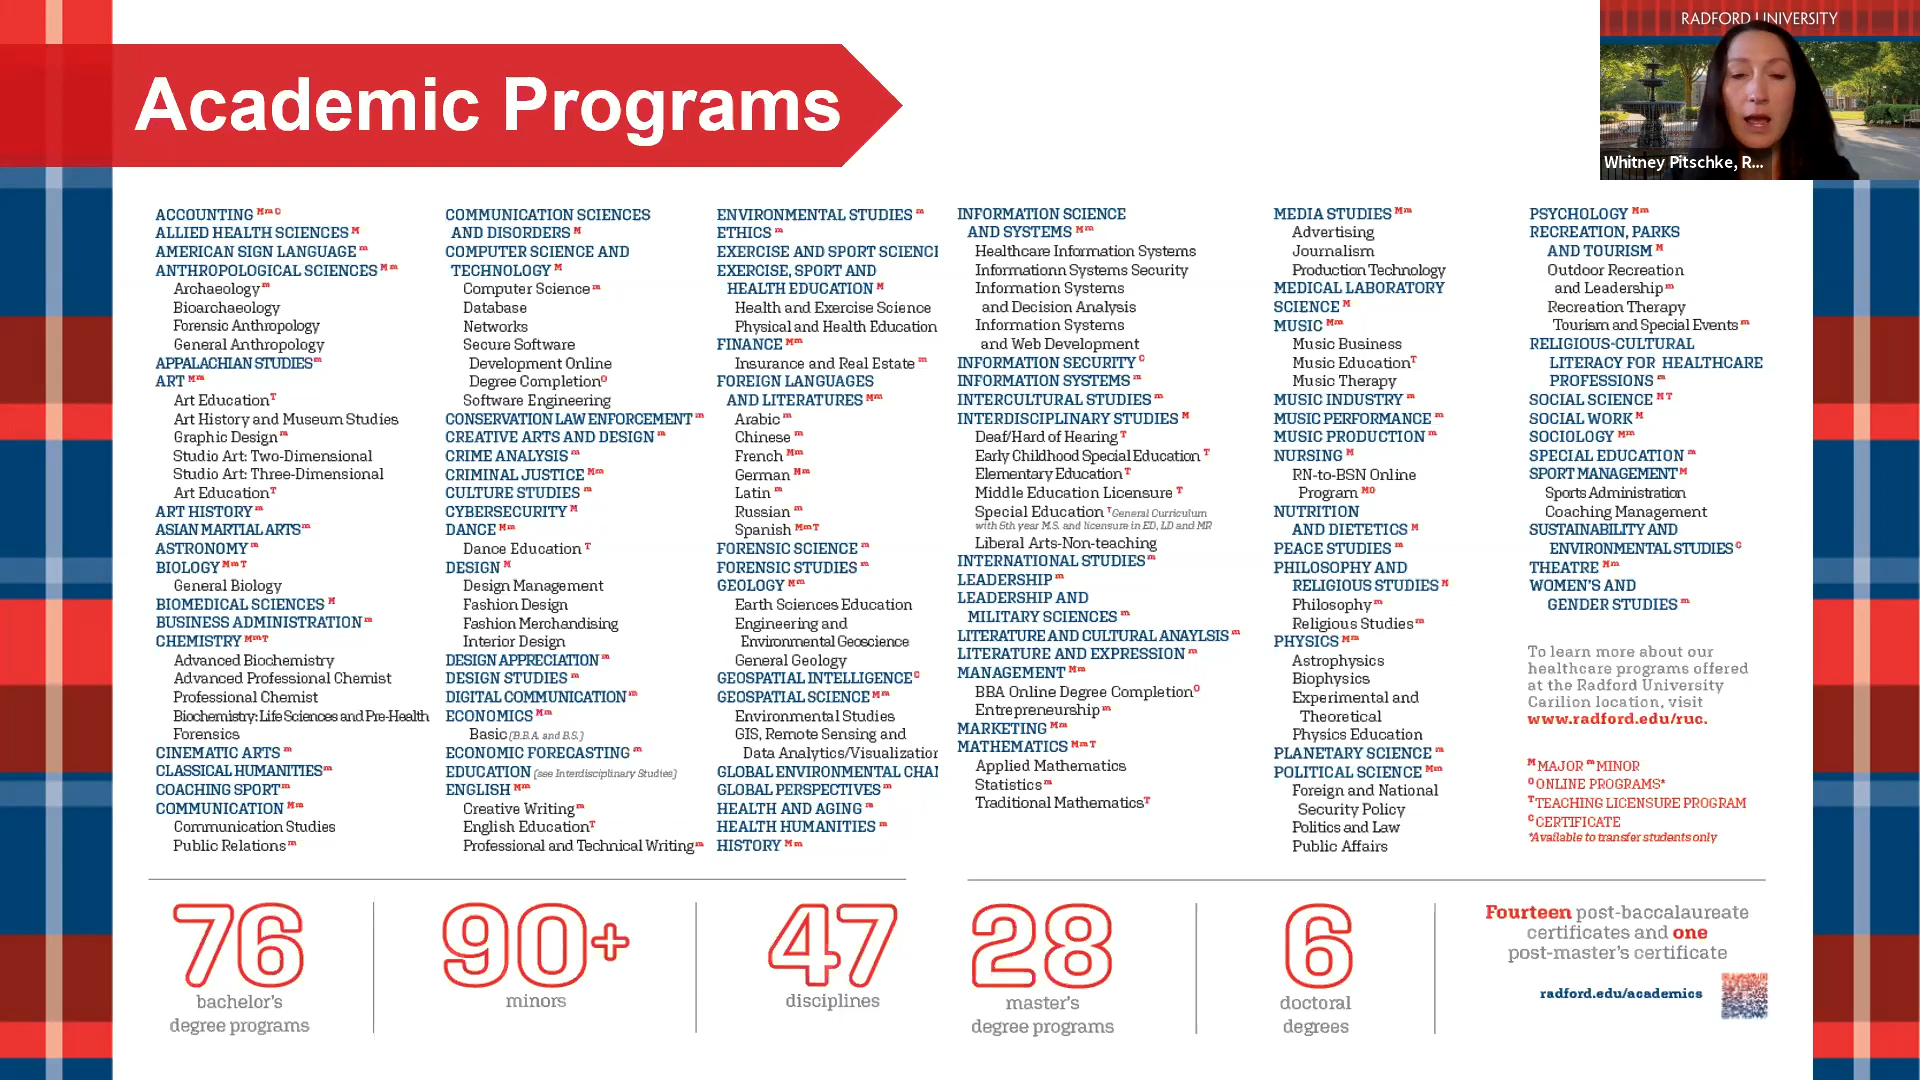 Academic Programs
RADFORD UNIVERSITY
Whitney Pitschke, R...
ACCOUNTING M m C
ALLIED HEALTH SCIENCES M
AMERICAN SIGN LANGUAGE m
ANTHROPOLOGICAL SCIENCES M m
Archaeology m
Bioarchaeology
Forensic Anthropology
General Anthropology
APPALACHIAN STUDIES m
ART M m
Art Education T
Art History and Museum Studies
Graphic Design m
Studio Art: Two-Dimensional
Studio Art: Three-Dimensional
Art Education T
ART HISTORY m
ASIAN MARTIAL ARTS m
ASTRONOMY m
BIOLOGY M m T
General Biology
BIOMEDICAL SCIENCES M
BUSINESS ADMINISTRATION m
CHEMISTRY M m T
Advanced Biochemistry
Advanced Professional Chemist
Professional Chemist
Biochemistry: Life Sciences and Pre-Health
Forensics
CINEMATIC ARTS m
CLASSICAL HUMANITIES m
COACHING SPORT m
COMMUNICATION M m
Communication Studies
Public Relations m
COMMUNICATION SCIENCES
AND DISORDERS M
COMPUTER SCIENCE AND
TECHNOLOGY M
Computer Science m
Database
Networks
Secure Software
Development Online
Degree Completion O
Software Engineering
CONSERVATION LAW ENFORCEMENT m
CREATIVE ARTS AND DESIGN m
CRIME ANALYSIS m
CRIMINAL JUSTICE M m
CULTURE STUDIES m
CYBERSECURITY M
DANCE M m
Dance Education T
DESIGN M
Design Management
Fashion Design
Fashion Merchandising
Interior Design
DESIGN APPRECIATION m
DESIGN STUDIES m
DIGITAL COMMUNICATION m
ECONOMICS M m
Basic (B.B.A. and B.S.)
ECONOMIC FORECASTING m
EDUCATION (see Interdisciplinary Studies)
ENGLISH M m
Creative Writing m
English Education T
Professional and Technical Writing m
ENVIRONMENTAL STUDIES m
ETHICS m
EXERCISE AND SPORT SCIENCE
EXERCISE, SPORT AND
HEALTH EDUCATION M
Health and Exercise Science
Physical and Health Education
FINANCE M m
Insurance and Real Estate m
FOREIGN LANGUAGES
AND LITERATURES M m
Arabic m
Chinese m
French M m
German M m
Latin m
Russian m
Spanish M m T
FORENSIC SCIENCE m
FORENSIC STUDIES m
GEOLOGY M m
Earth Sciences Education
Engineering and
Environmental Geoscience
General Geology
GEOSPATIAL INTELLIGENCE C
GEOSPATIAL SCIENCE M m
Environmental Studies
GIS, Remote Sensing and
Data Analytics/Visualization
GLOBAL ENVIRONMENTAL CHAI
GLOBAL PERSPECTIVES m
HEALTH AND AGING m
HEALTH HUMANITIES m
HISTORY M m
INFORMATION SCIENCE
AND SYSTEMS M m
Healthcare Information Systems
Informationn Systems Security
Information Systems
and Decision Analysis
Information Systems
and Web Development
INFORMATION SECURITY C
INFORMATION SYSTEMS m
INTERCULTURAL STUDIES m
INTERDISCIPLINARY STUDIES M
Deaf/Hard of Hearing T
Early Childhood Special Education T
Elementary Education T
Middle Education Licensure T
Special Education T General Curriculum
with 5th year M.S. and licensure in ED, LD and MR
Liberal Arts-Non-teaching
INTERNATIONAL STUDIES m
LEADERSHIP m
LEADERSHIP AND
MILITARY SCIENCES m
LITERATURE AND CULTURAL ANAYLSIS m
LITERATURE AND EXPRESSION m
MANAGEMENT M m
BBA Online Degree Completion O
Entrepreneurship m
MARKETING M m
MATHEMATICS M m T
Applied Mathematics
Statistics m
Traditional Mathematics T
MEDIA STUDIES M m
Advertising
Journalism
Production Technology
MEDICAL LABORATORY
SCIENCE M
MUSIC M m
Music Business
Music Education T
Music Therapy
MUSIC INDUSTRY m
MUSIC PERFORMANCE m
MUSIC PRODUCTION m
NURSING M
RN-to-BSN Online
Program M O
NUTRITION
AND DIETETICS M
PEACE STUDIES m
PHILOSOPHY AND
RELIGIOUS STUDIES M
Philosophy m
Religious Studies m
PHYSICS M m
Astrophysics
Biophysics
Experimental and
Theoretical
Physics Education
PLANETARY SCIENCE m
POLITICAL SCIENCE M m
Foreign and National
Security Policy
Politics and Law
Public Affairs
PSYCHOLOGY M m
RECREATION, PARKS
AND TOURISM M
Outdoor Recreation
and Leadership m
Recreation Therapy
Tourism and Special Events m
RELIGIOUS-CULTURAL
LITERACY FOR HEALTHCARE
PROFESSIONS m
SOCIAL SCIENCE M T
SOCIAL WORK M
SOCIOLOGY M m
SPECIAL EDUCATION m
SPORT MANAGEMENT M
Sports Administration
Coaching Management
SUSTAINABILITY AND
ENVIRONMENTAL STUDIES C
THEATRE M m
WOMEN'S AND
GENDER STUDIES m
To learn more about our
healthcare programs offered
at the Radford University
Carilion location, visit
www.radford.edu/ruc.
M MAJOR m MINOR
O ONLINE PROGRAMS*
T TEACHING LICENSURE PROGRAM
C CERTIFICATE
*Available to transfer students only
76
bachelor's
degree programs
90+
minors
47
disciplines
28
master's
degree programs
6
doctoral
degrees
Fourteen post-baccalaureate
certificates and one
post-master's certificate
radford.edu/academics